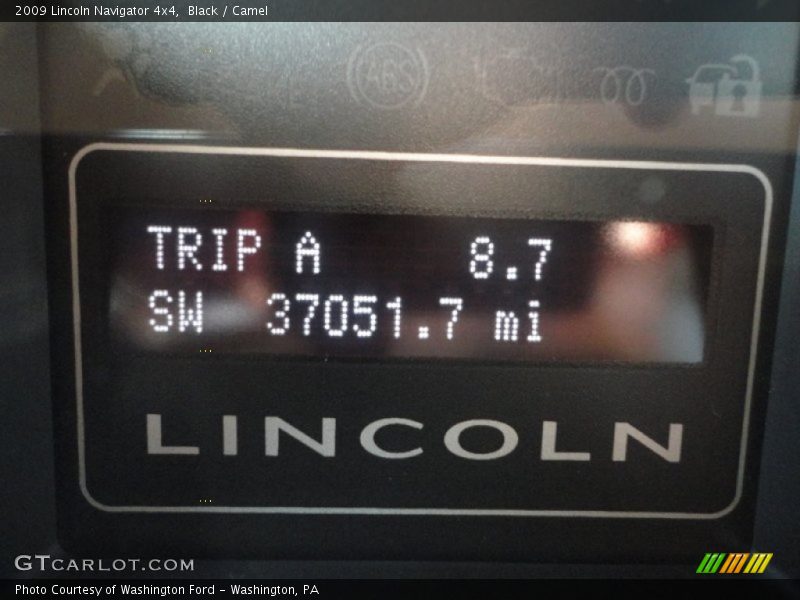 2009 Lincoln Navigator 4x4,  Black / Camel
ABS
TRIP A 8.7
SW 37051.7 mi
LINCOLN
GTCARLOT.COM
Photo Courtesy of Washington Ford - Washington, PA